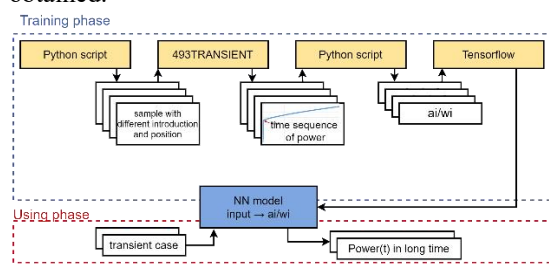 obtained.
Training phase
Python script
493TRANSIENT
Python script
Tensorflow
sample with
different introduction
and position
time sequence
of power
ai/wi
NN model
input → ai/wi
Using phase
transient case
Power(t) in long time